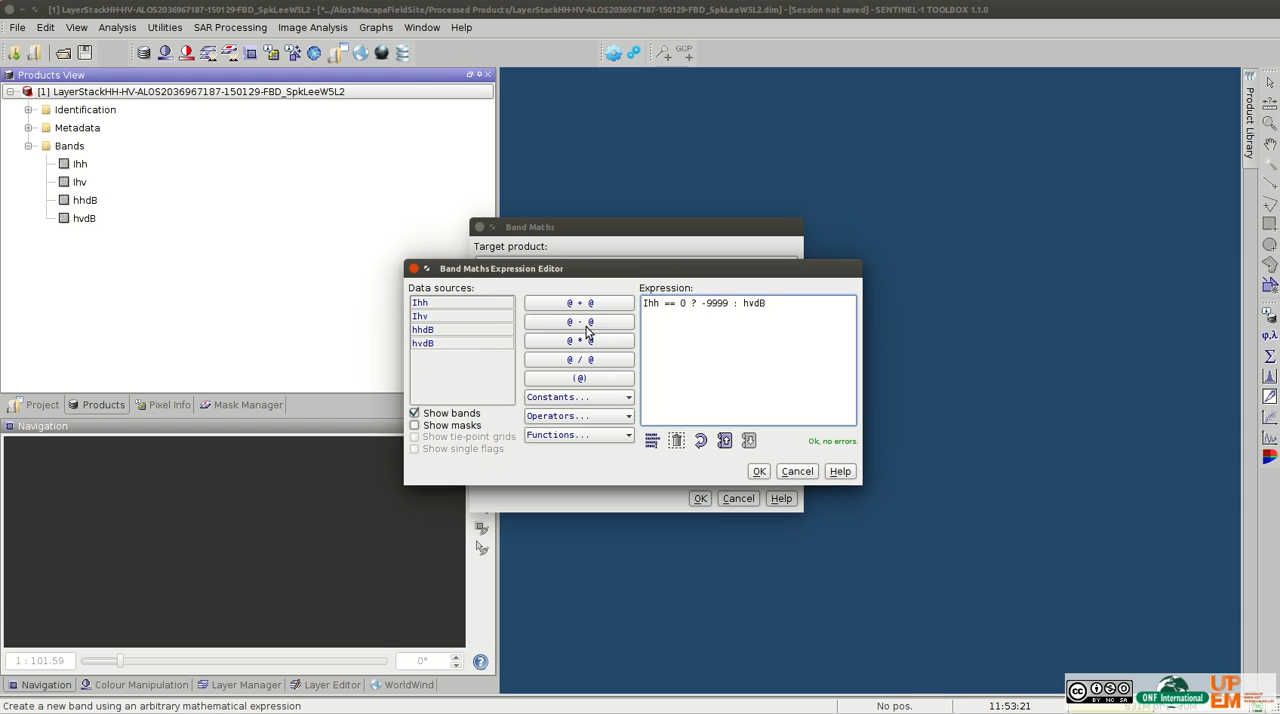 [1] LayerStackHH-HV-ALOS2036967187-150129-FBD_SpkLeeW5L2 - [*.../Alos2MacapaFieldSite/Processed Products/LayerStackHH-HV-ALOS2036967187-150129-FBD_SpkLeeW5L2.dim] - [Session not saved] - SENTINEL-1 TOOLBOX 1.1.0
File Edit View Analysis Utilities SAR Processing Image Analysis Graphs Window Help
GCP
Products View
[1] LayerStackHH-HV-ALOS2036967187-150129-FBD_SpkLeeW5L2
Identification
Metadata
Bands
Ihh
Ihv
hhdB
hvdB
Product Library
Band Maths
Target product:
Band Maths Expression Editor
Data sources:
Expression:
Ihh
Ihv
hhdB
hvdB
@ + @
@ - @
@ * @
@ / @
(@)
Constants...
Operators...
Functions...
Ihh == 0 ? -9999 : hvdB
Show bands
Show masks
Show tie-point grids
Show single flags
Ok, no errors.
OK Cancel Help
OK Cancel Help
Project Products Pixel Info Mask Manager
Navigation
1 : 101.59
0°
Navigation Colour Manipulation Layer Manager Layer Editor WorldWind
Create a new band using an arbitrary mathematical expression
No pos.
11:53:21
CC BY NC SA
ONF International
UPEM